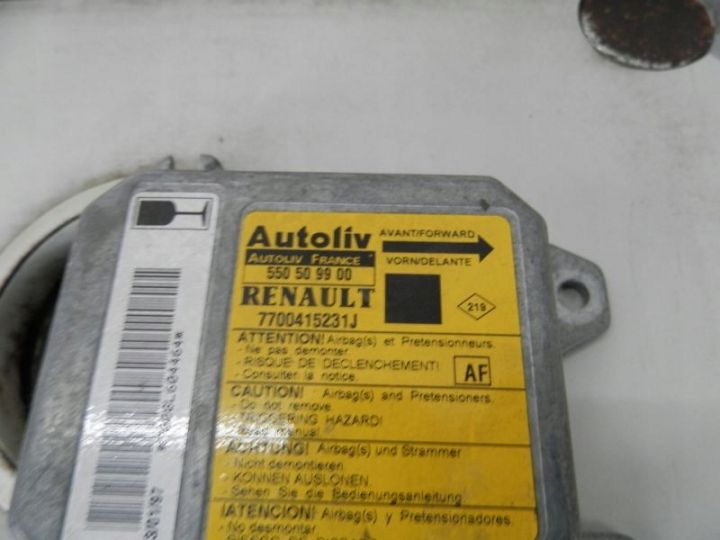 Autoliv
AVANT/FORWARD
AUTOLIV FRANCE
VORN/DELANTE
550 50 99 00
RENAULT
7700415231J
219
ATTENTION! Airbag(s) et Pretensionneurs.
- Ne pas demonter.
- RISQUE DE DECLENCHEMENT!
- Consulter la notice.
AF
CAUTION! Airbag(s) and Pretensioners.
- Do not remove.
- TRIGGERING HAZARD!
- Read manual.
ACHTUNG! Airbag(s) und Strammer
- Nicht demontieren.
- KONNEN AUSLOSEN.
- Sehen Sie die Bedienungsanleitung
!ATENCION! Airbag(s) y Pretensionadores.
- No desmontar